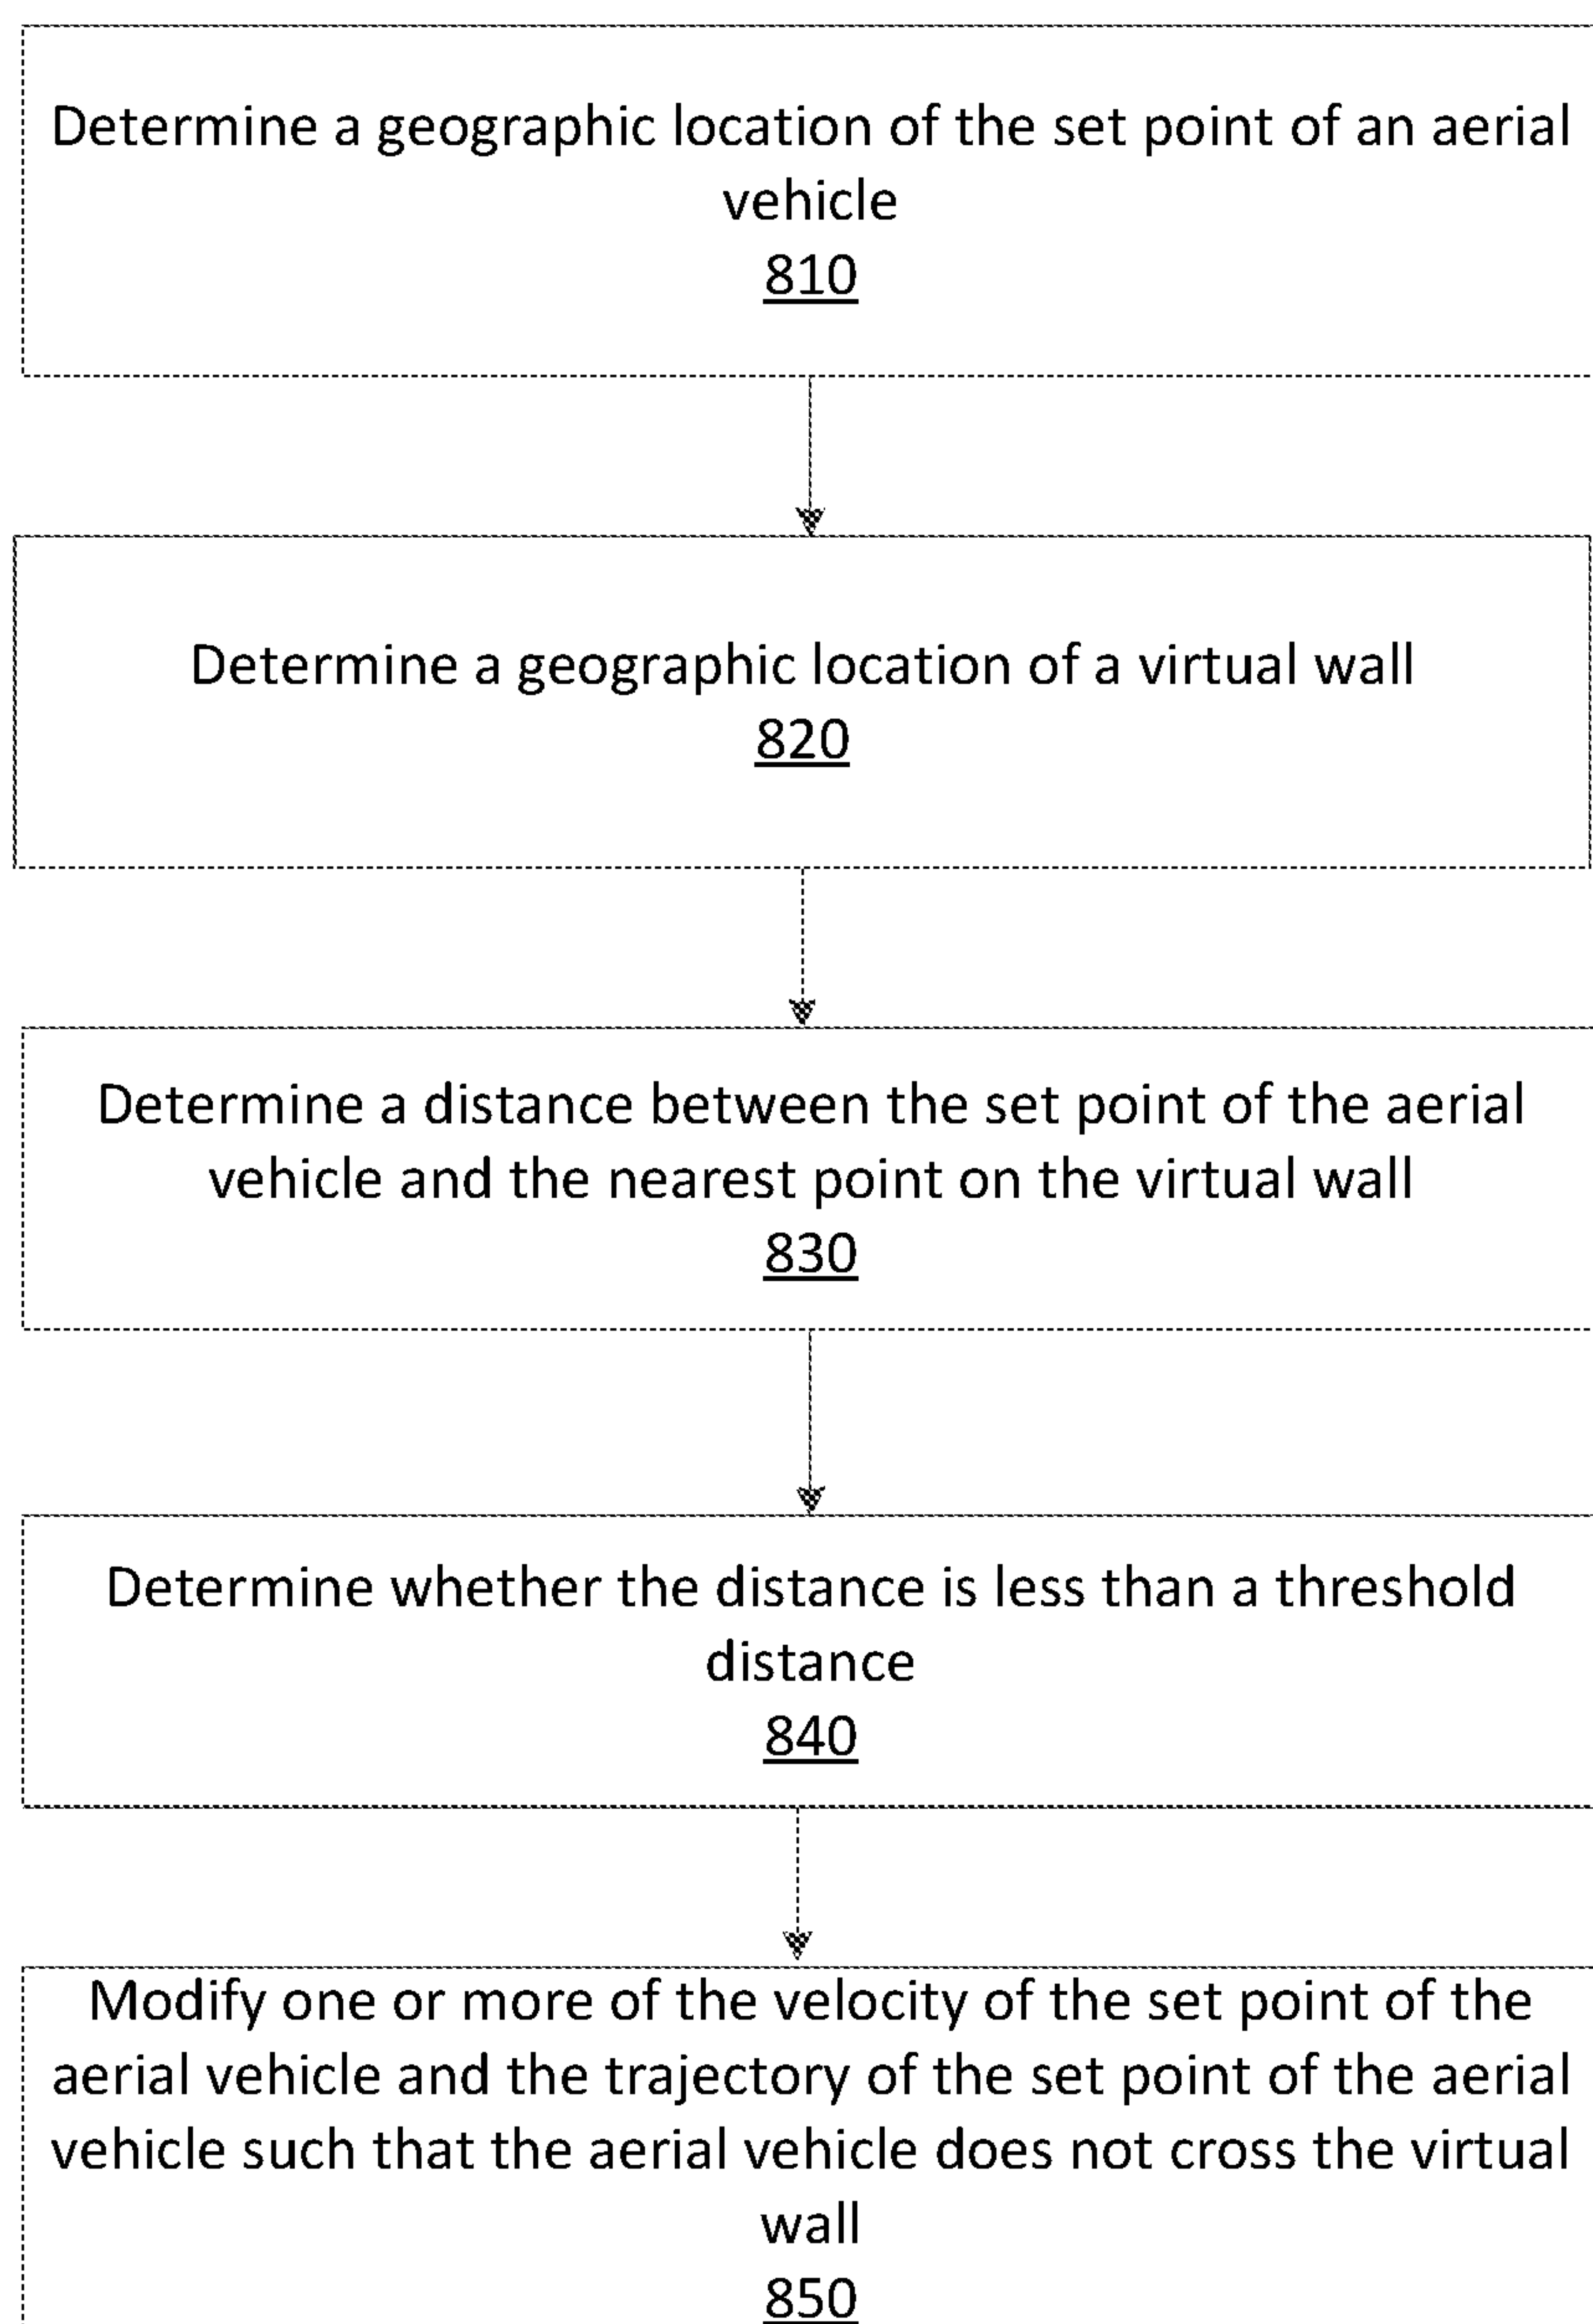 Determine a geographic location of the set point of an aerial
vehicle
810
Determine a geographic location of a virtual wall
820
Determine a distance between the set point of the aerial
vehicle and the nearest point on the virtual wall
830
Determine whether the distance is less than a threshold
distance
840
Modify one or more of the velocity of the set point of the
aerial vehicle and the trajectory of the set point of the aerial
vehicle such that the aerial vehicle does not cross the virtual
wall
850